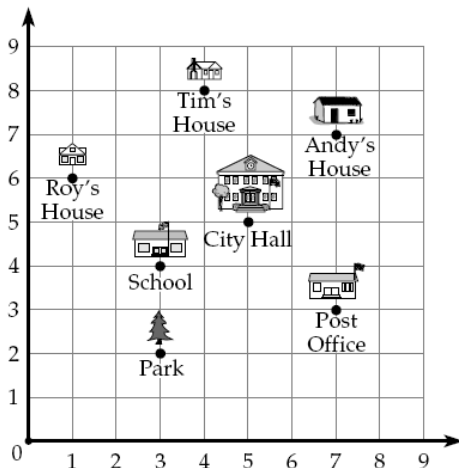 9
8
Tim's
House
7
Andy's
House
6
Roy's
House
5
City Hall
4
School
3
Post
Office
2
Park
1
0
1 2 3 4 5 6 7 8 9